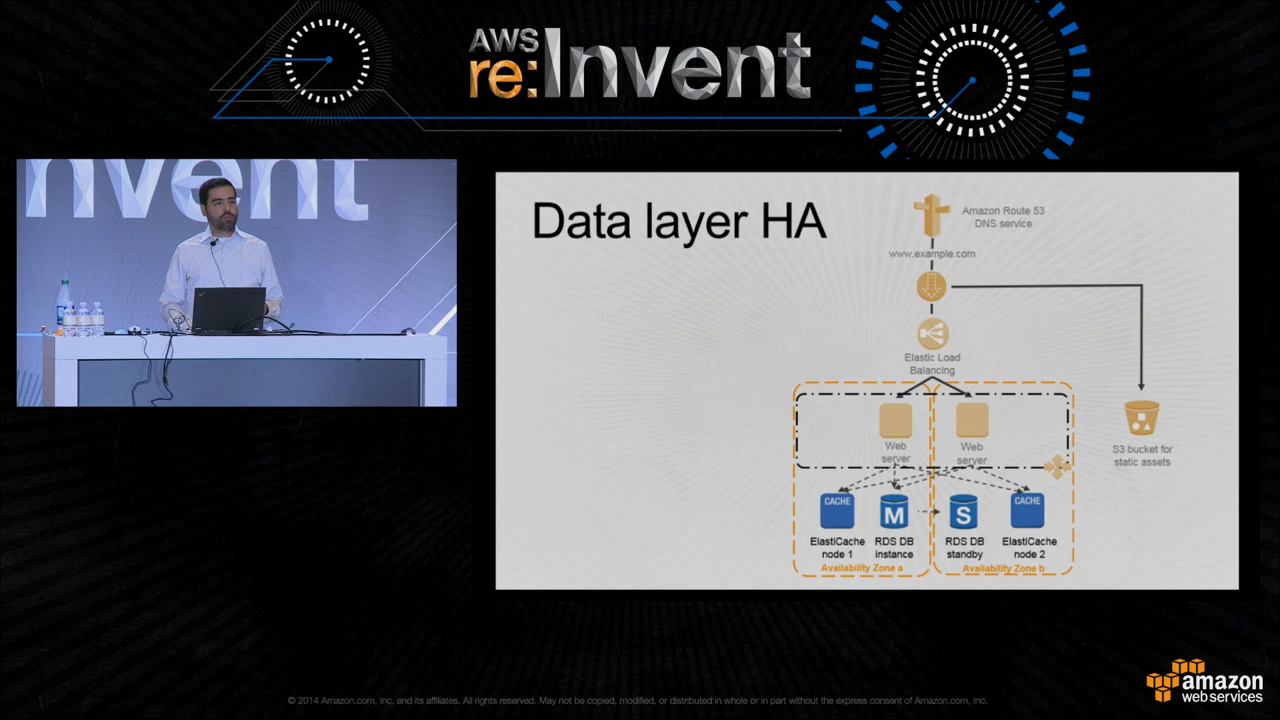 AWS
re:Invent
nvent
Data layer HA
Amazon Route 53
DNS service
www.example.com
Elastic Load
Balancing
Web
server
Web
server
S3 bucket for
static assets
CACHE
M
S
CACHE
ElastiCache
node 1
RDS DB
instance
RDS DB
standby
ElastiCache
node 2
Availability Zone a
Availability Zone b
© 2014 Amazon.com, Inc. and its affiliates. All rights reserved. May not be copied, modified, or distributed in whole or in part without the express consent of Amazon.com, Inc.
amazon
web services